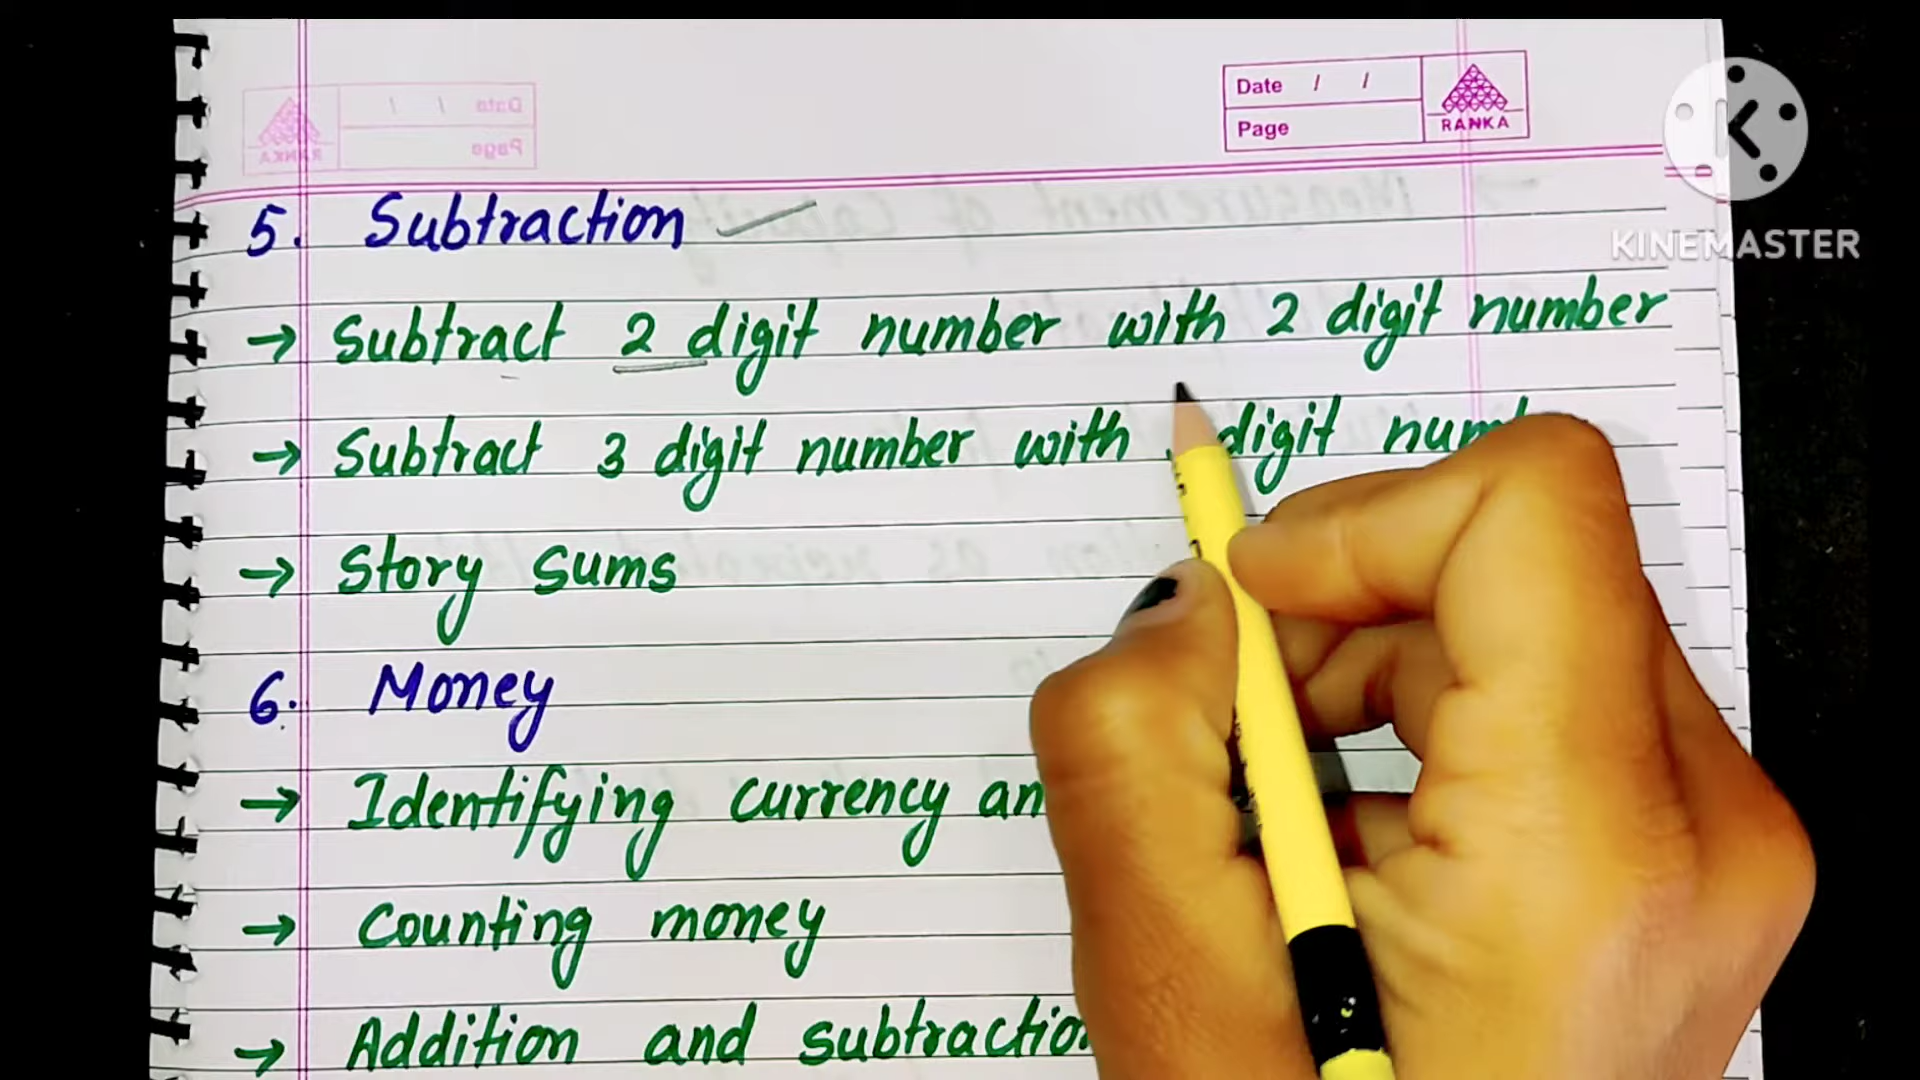 Date / /
Page
RANKA
KINEMASTER
5. Subtraction
→ Subtract 2 digit number with 2 digit number
→ Subtract 3 digit number with digit
→ Story sums
6. Money
→ Identifying currency
→ Counting money
→ Addition and subtraction